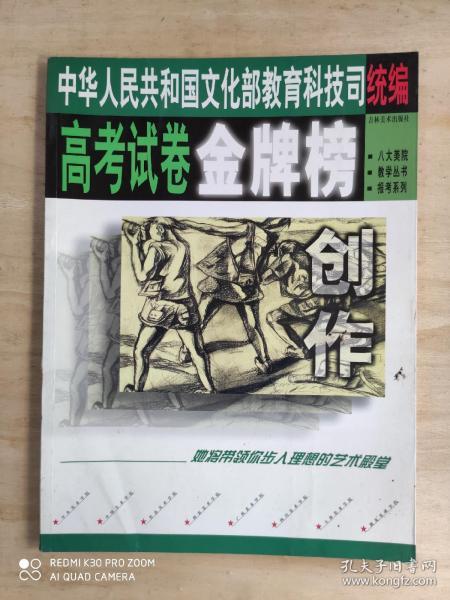 中华人民共和国文化部教育科技司统编
吉林美术出版社
高考试卷 金牌榜
■ 八大美院
■ 教学丛书
■ 报考系列
创作
她将带领你步入理想的艺术殿堂
REDMI K30 PRO ZOOM
AI QUAD CAMERA
孔夫子旧书网
www.kongfz.com